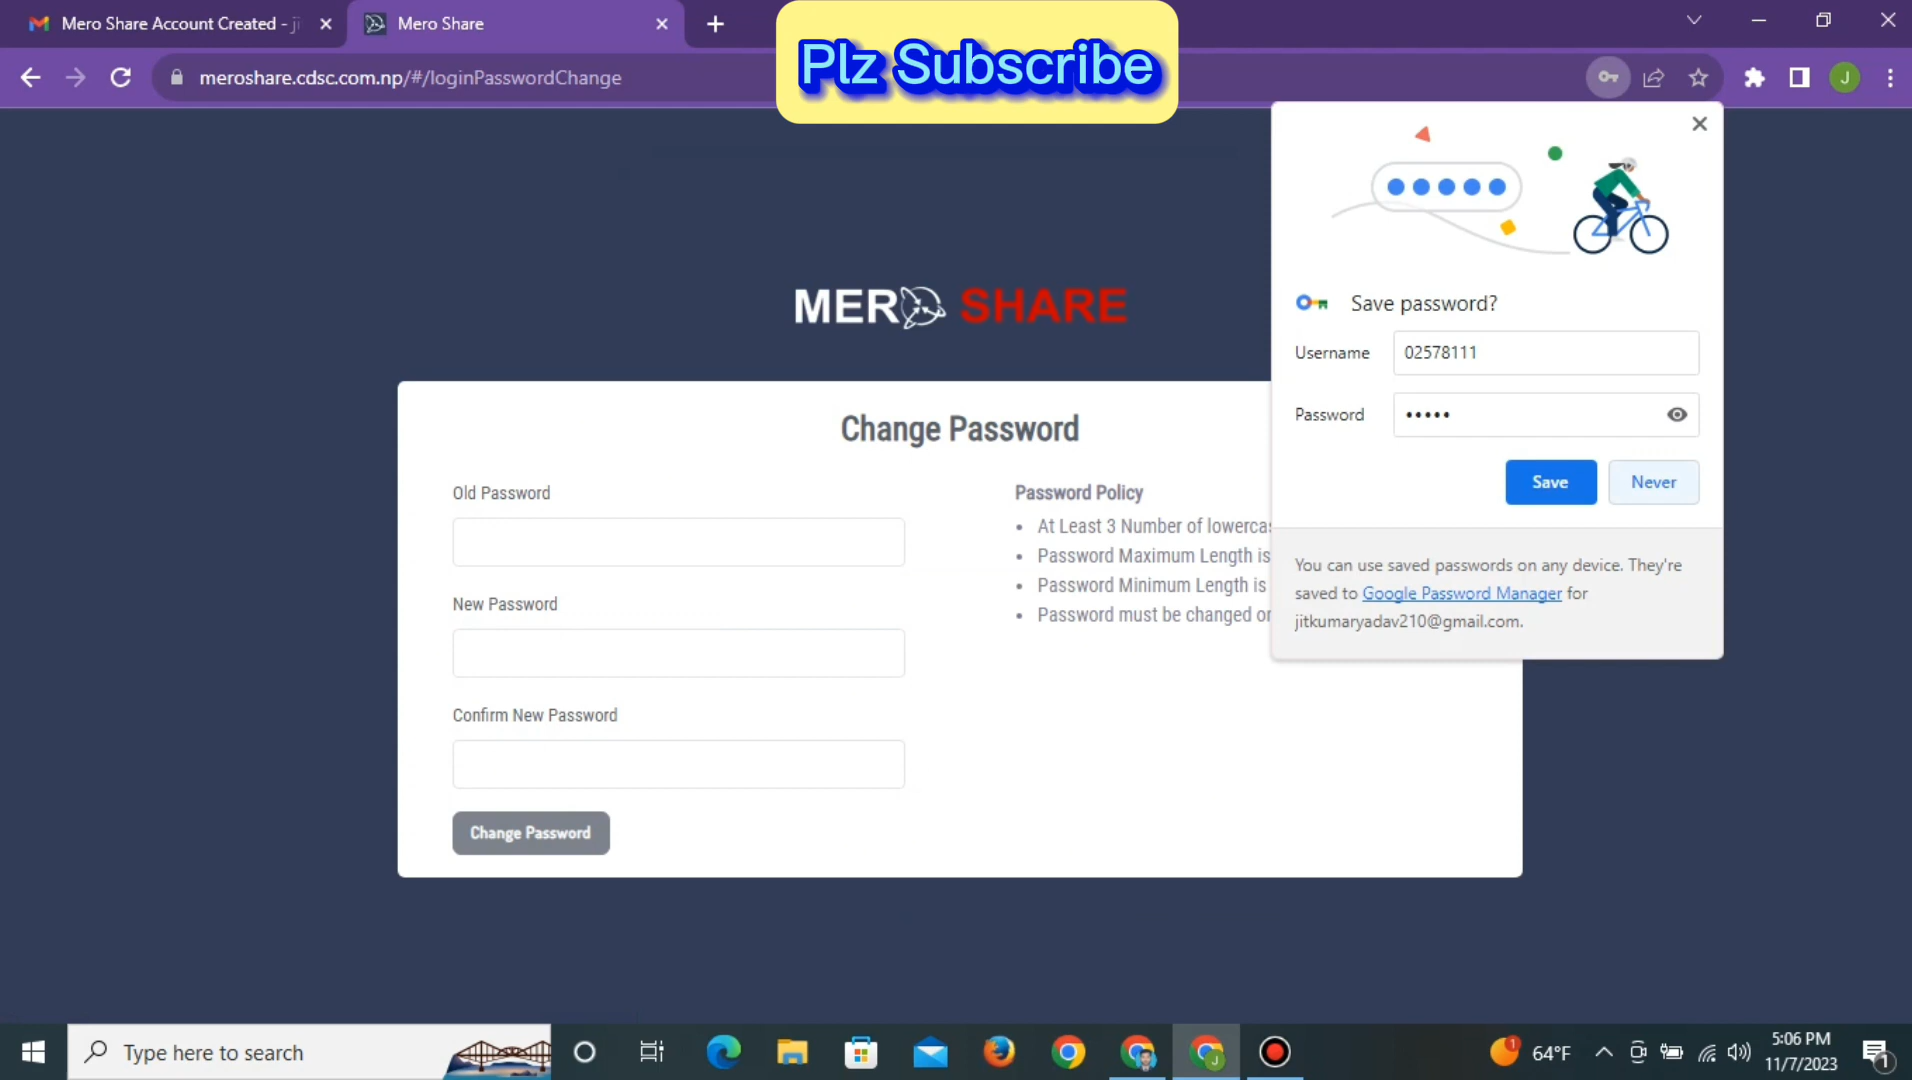 Mero Share Account Created - ji
Mero Share
Plz Subscribe
meroshare.cdsc.com.np/#/loginPasswordChange
J
MERO SHARE
Save password?
Username
02578111
Password
•••••
Save
Never
You can use saved passwords on any device. They're
saved to Google Password Manager for
jitkumaryadav210@gmail.com.
Change Password
Old Password
New Password
Confirm New Password
Change Password
Password Policy
• At Least 3 Number of lowercas
• Password Maximum Length is
• Password Minimum Length is
• Password must be changed or
Type here to search
J
1
64°F
5:06 PM
11/7/2023
1